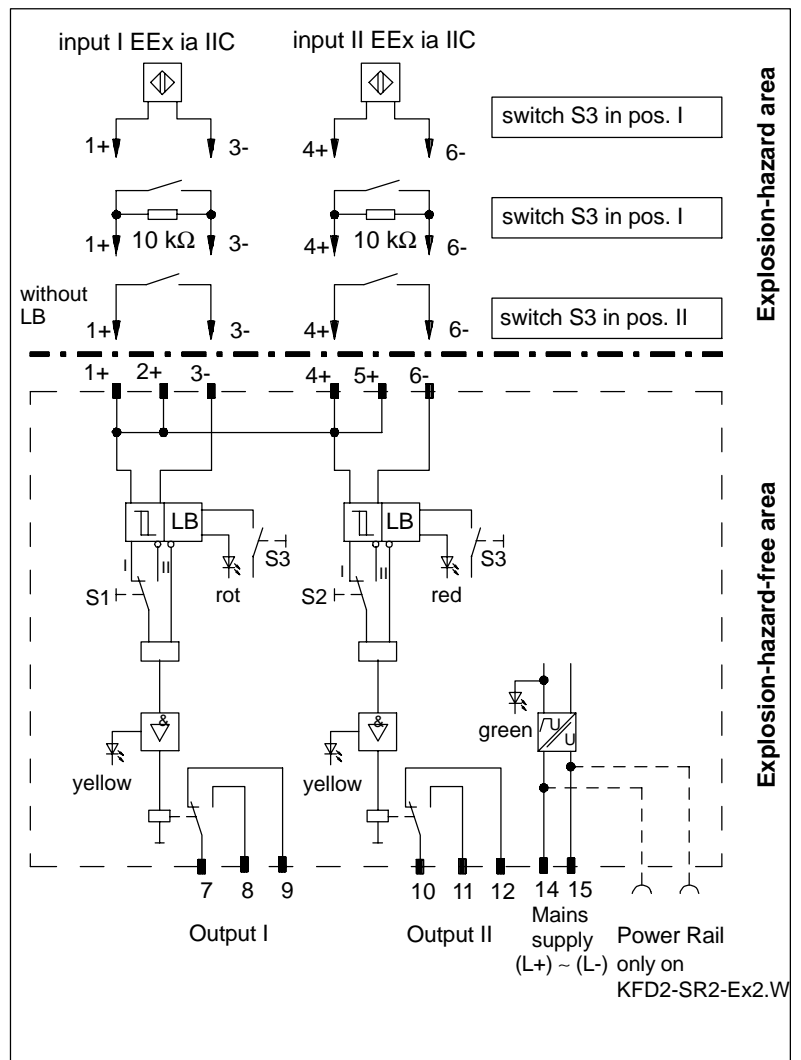 input I EEx ia IIC
input II EEx ia IIC
switch S3 in pos. I
1+
3-
4+
6-
switch S3 in pos. I
1+
10 kΩ
3-
4+
10 kΩ
6-
without
LB
1+
3-
4+
6-
switch S3 in pos. II
Explosion-hazard area
1+
2+
3-
4+
5+
6-
LB
LB
I
II
S3
I
II
S3
S1
rot
S2
red
&
&
green
U
U
yellow
yellow
7
8
9
10
11
12
14
15
Output I
Output II
Mains
supply
(L+) ~ (L-)
Power Rail
only on
KFD2-SR2-Ex2.W
Explosion-hazard-free area